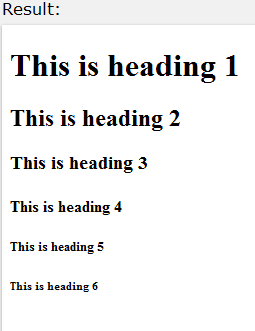 Result:
This is heading 1
This is heading 2
This is heading 3
This is heading 4
This is heading 5
This is heading 6